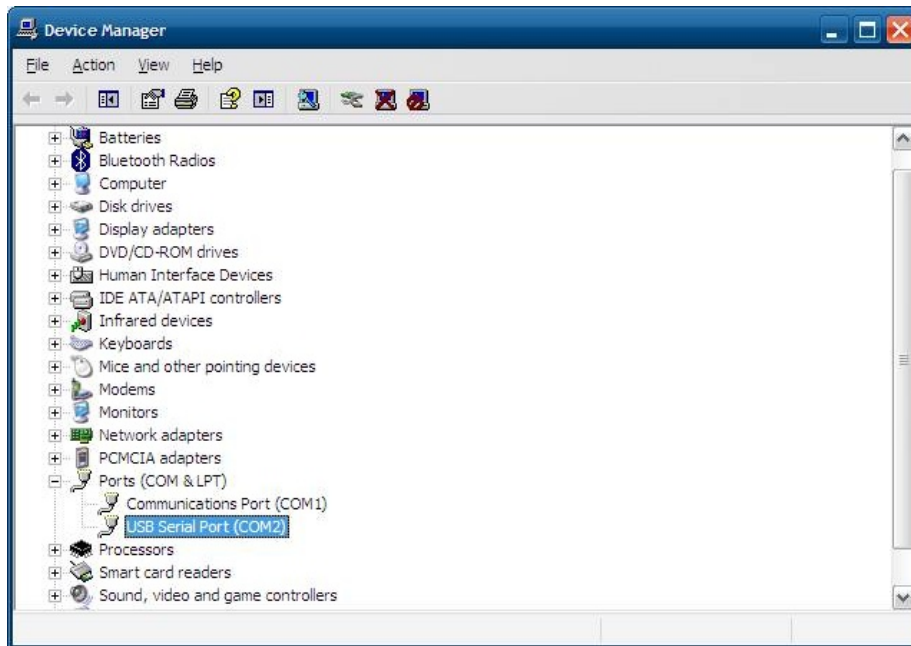 Device Manager
File Action View Help
Batteries
Bluetooth Radios
Computer
Disk drives
Display adapters
DVD/CD-ROM drives
Human Interface Devices
IDE ATA/ATAPI controllers
Infrared devices
Keyboards
Mice and other pointing devices
Modems
Monitors
Network adapters
PCMCIA adapters
Ports (COM & LPT)
Communications Port (COM1)
USB Serial Port (COM2)
Processors
Smart card readers
Sound, video and game controllers